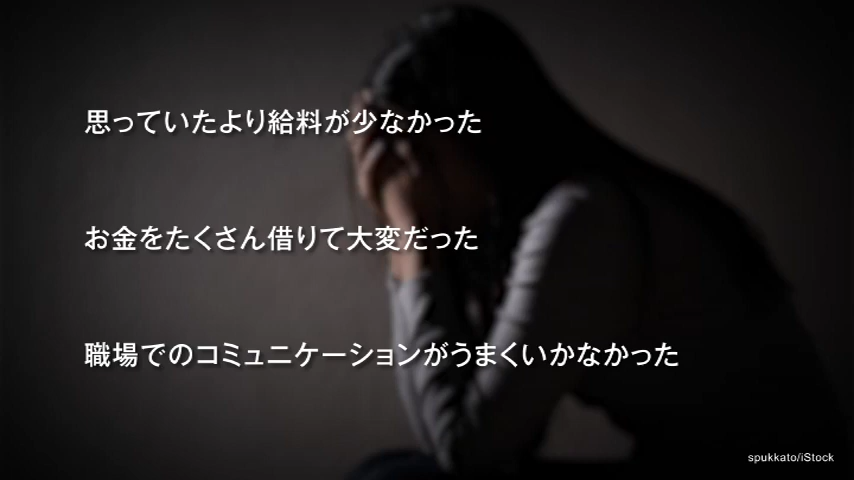 思っていたより給料が少なかった
お金をたくさん借りて大変だった
職場でのコミュニケーションがうまくいかなかった
spukkato/iStock